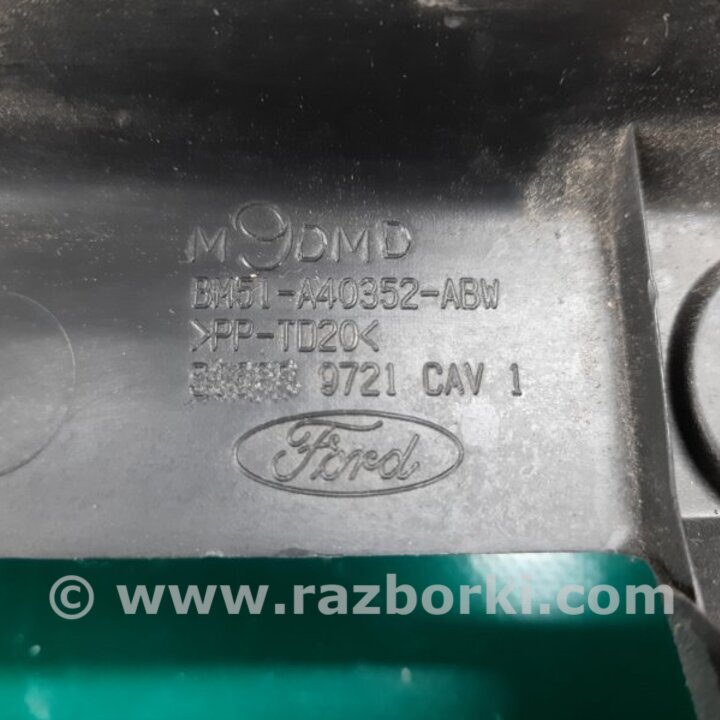 M9DMD
BM51-A40352-ABW
>PP-TD20<
9721 CAV 1
Ford
© www.razborki.com